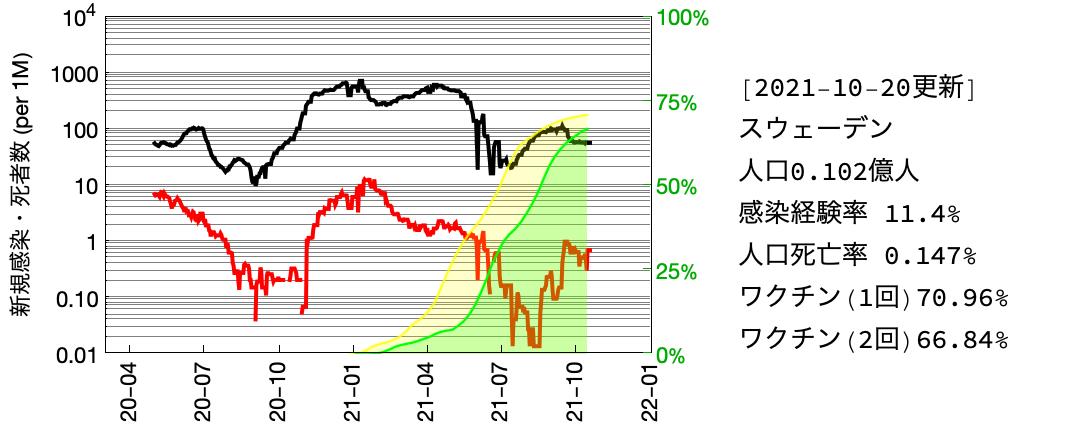 新規感染・死者数 (per 1M)
10^4
1000
100
10
1
0.10
0.01
100%
75%
50%
25%
0%
20-04
20-07
20-10
21-01
21-04
21-07
21-10
22-01
[2021-10-20更新]
スウェーデン
人口0.102億人
感染経験率 11.4%
人口死亡率 0.147%
ワクチン(1回)70.96%
ワクチン(2回)66.84%